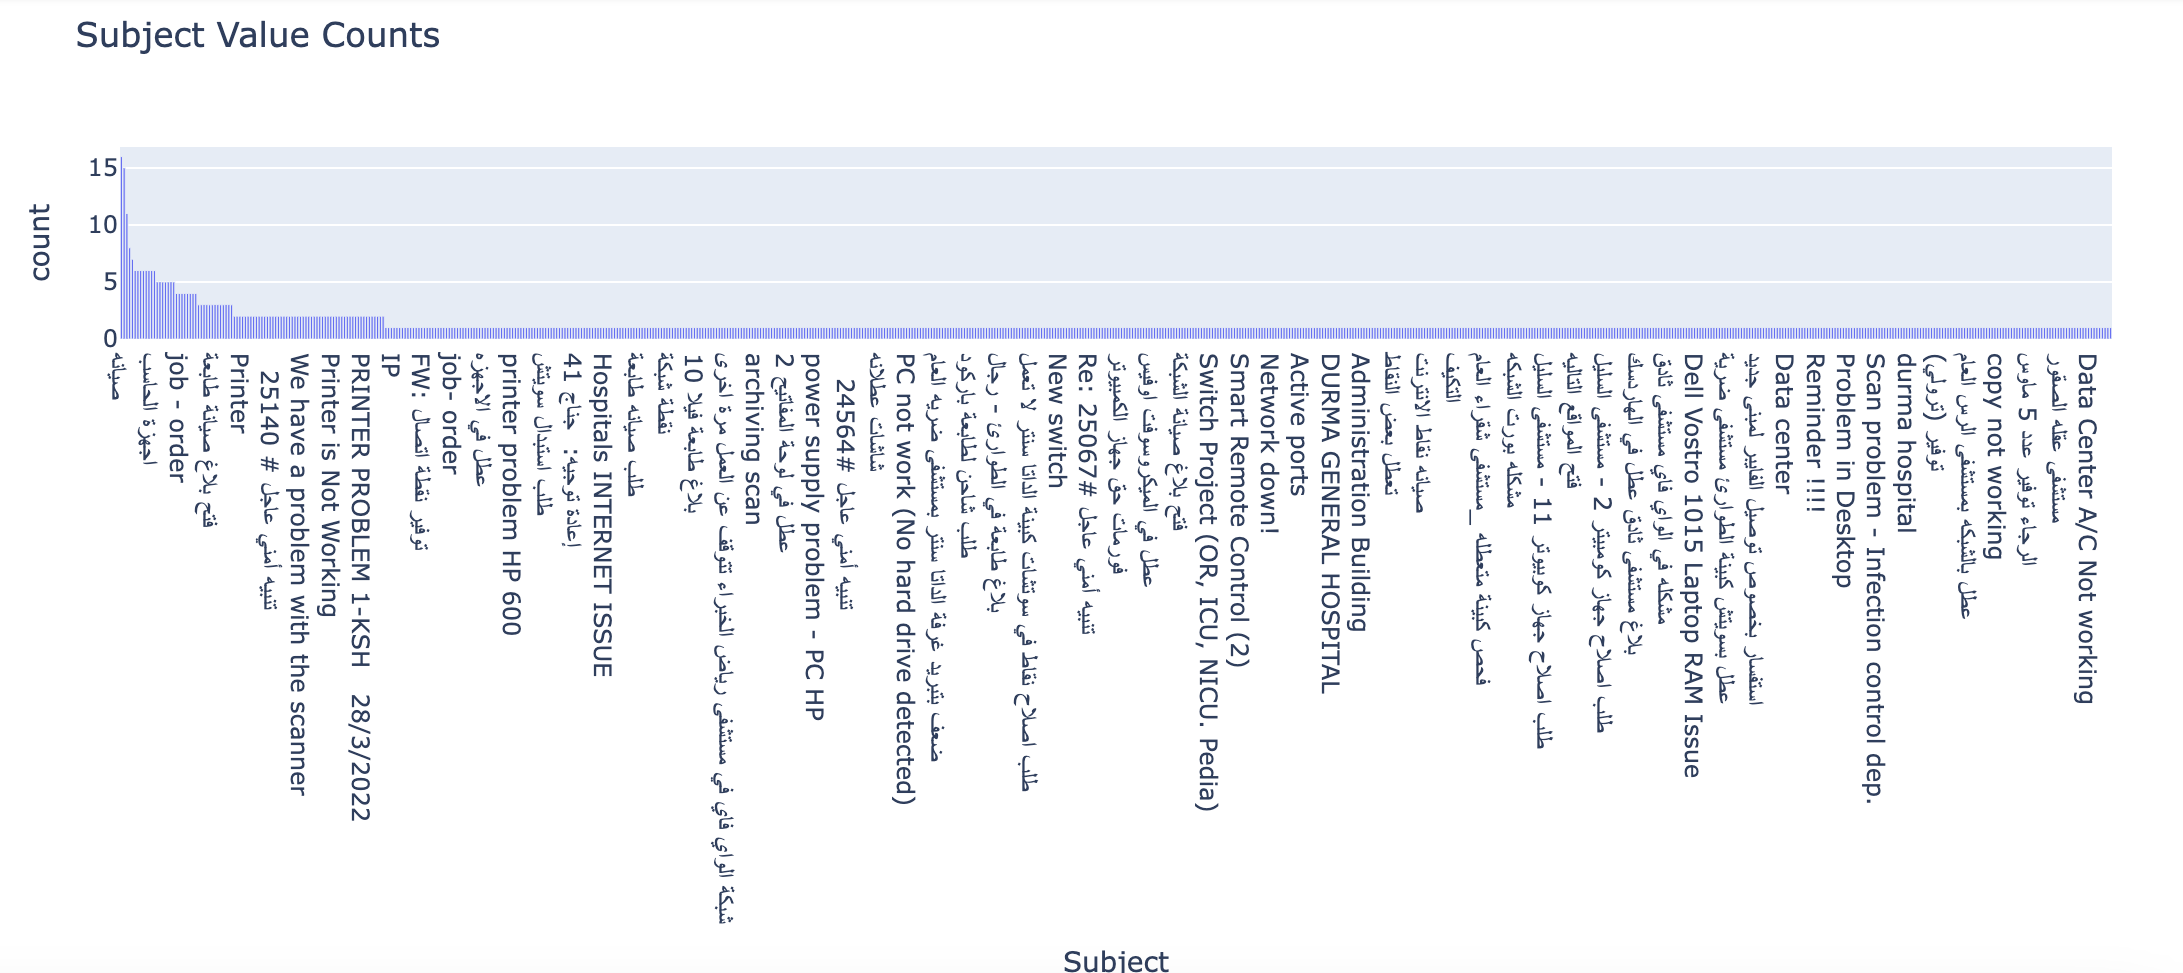 Subject Value Counts
count
15
10
5
0
صيانه
اجهزة الحاسب
job - order
فتح بلاغ صيانة طابعة
Printer
تنبيه أمني عاجل # 25140
We have a problem with the scanner
Printer is Not Working
PRINTER PROBLEM 1-KSH 28/3/2022
IP
FW: توفير نقطة اتصال
job- order
عطل في الاجهزه
printer problem HP 600
طلب استبدال سويتش
إعادة توجيه: جناح 41
Hospitals INTERNET ISSUE
طلب صيانه طابعة
نقطة شبكة
بلاغ طابعة فيلا 10
شبكة الواي فاي في مستشفى رياض الخبراء تتوقف عن العمل مرة اخرى
archiving scan
عطل في لوحة المفاتيح 2
power supply problem - PC HP
تنبيه أمني عاجل #24564
شاشات عطلانه
PC not work (No hard drive detected)
ضعف بتبريد غرفة الداتا سنتر بمستشفى ضريه العام
طلب شاحن لطابعة باركود
بلاغ طابعة في الطوارئ - رجال
طلب اصلاح نقاط في سوتشات كبينة الداتا سنتر لا تعمل
New switch
Re: تنبيه أمني عاجل #25067
فورمات حق جهاز الكمبيوتر
عطل في الميكروسوفت اوفيس
فتح بلاغ صيانة الشبكة
Switch Project (OR, ICU, NICU. Pedia)
Smart Remote Control (2)
Network down!
Active ports
DURMA GENERAL HOSPITAL
Administration Building
تعطل بعض النقاط
صيانه نقاط الانترنت
التكيف
فحص كبينة متعطله _ مستشفى شقراء العام
مشكله بورت الشبكه
طلب اصلاح جهاز كوبيوتر 11 - مستشفى السليل
فتح المواقع التاليه
طلب اصلاح جهاز كومبيتر 2 - مستشفى السليل
بلاغ مستشفى ثادق عطل في الهاردسك
مشكله في الواي فاي مستشفى ثادق
Dell Vostro 1015 Laptop RAM Issue
عطل بسويتش كبينة الطوارئ مستشفى ضرية
استفسار بخصوص توصيل الفايبر لمبنى جديد
Data center
Reminder !!!!
Problem in Desktop
Scan problem - Infection control dep.
durma hospital
توفير (ترولي)
عطل بالشبكه بمستشفى الرس العام
copy not working
الرجاء توفير عدد 5 ماوس
مستشفى عقله الصقور
Data Center A/C Not working
Subject